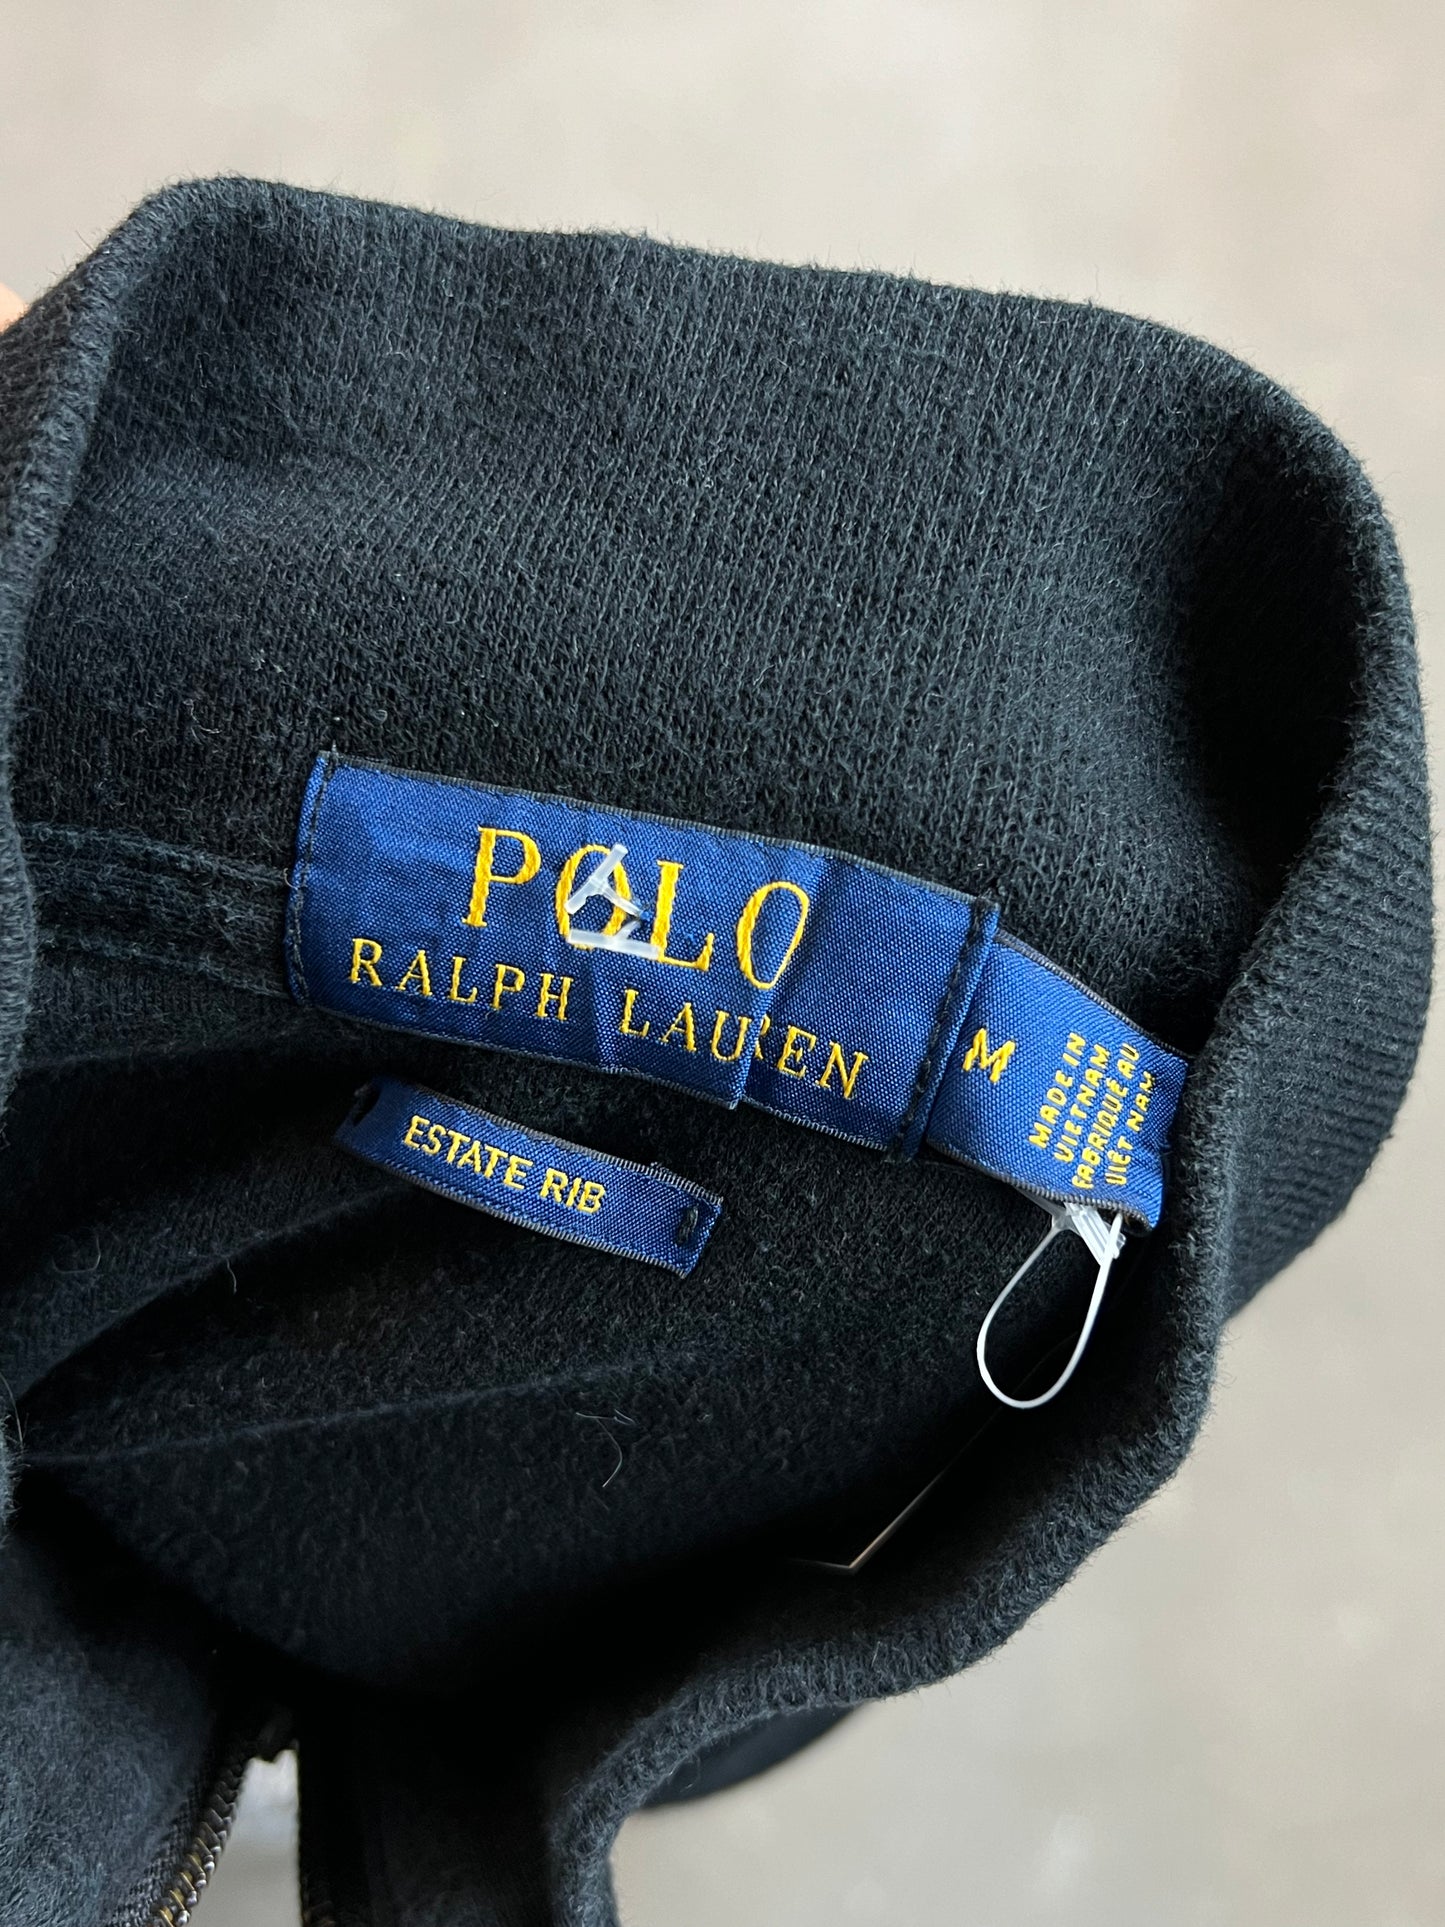 POLO
RALPH LAUREN
M
MADE IN
VIETNAM
FABRIQUÉ AU
VIET NAM
ESTATE RIB